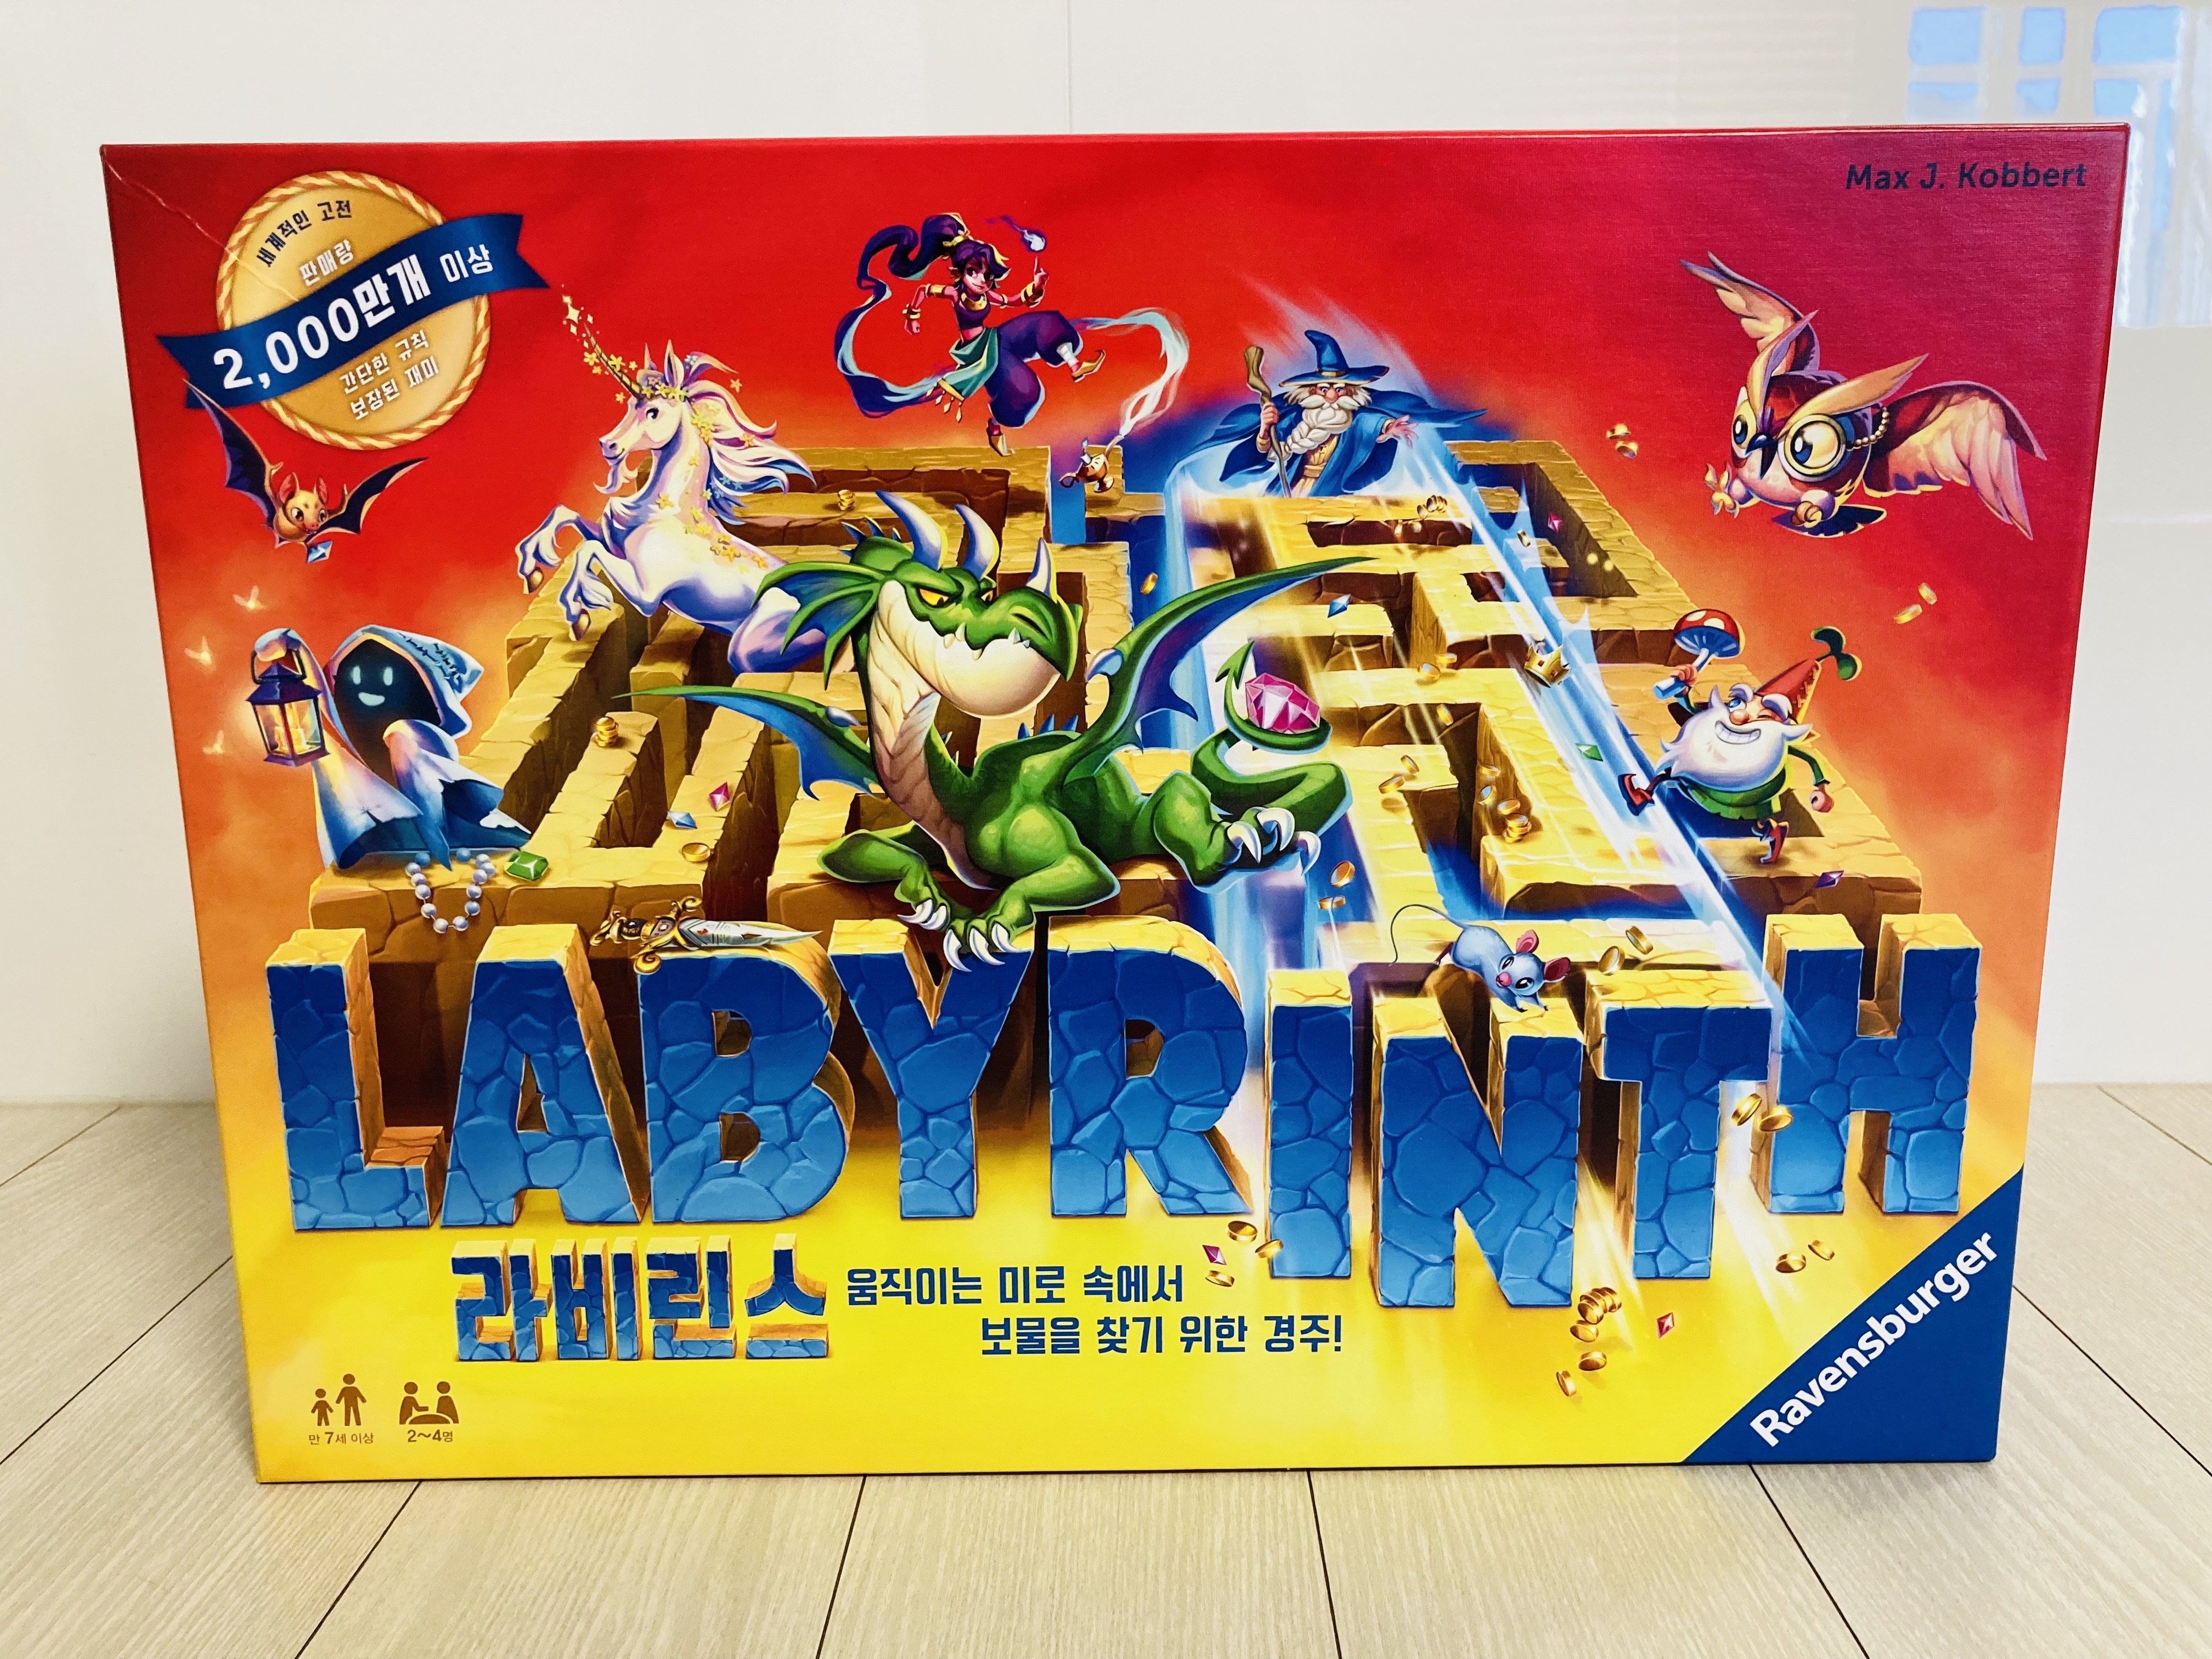 Max J. Kobbert
세계적인 고전
판매량
2,000만개 이상
간단한 규칙
보장된 재미
LABYRINTH
라비린스
움직이는 미로 속에서
보물을 찾기 위한 경주!
만 7세 이상
2~4명
Ravensburger